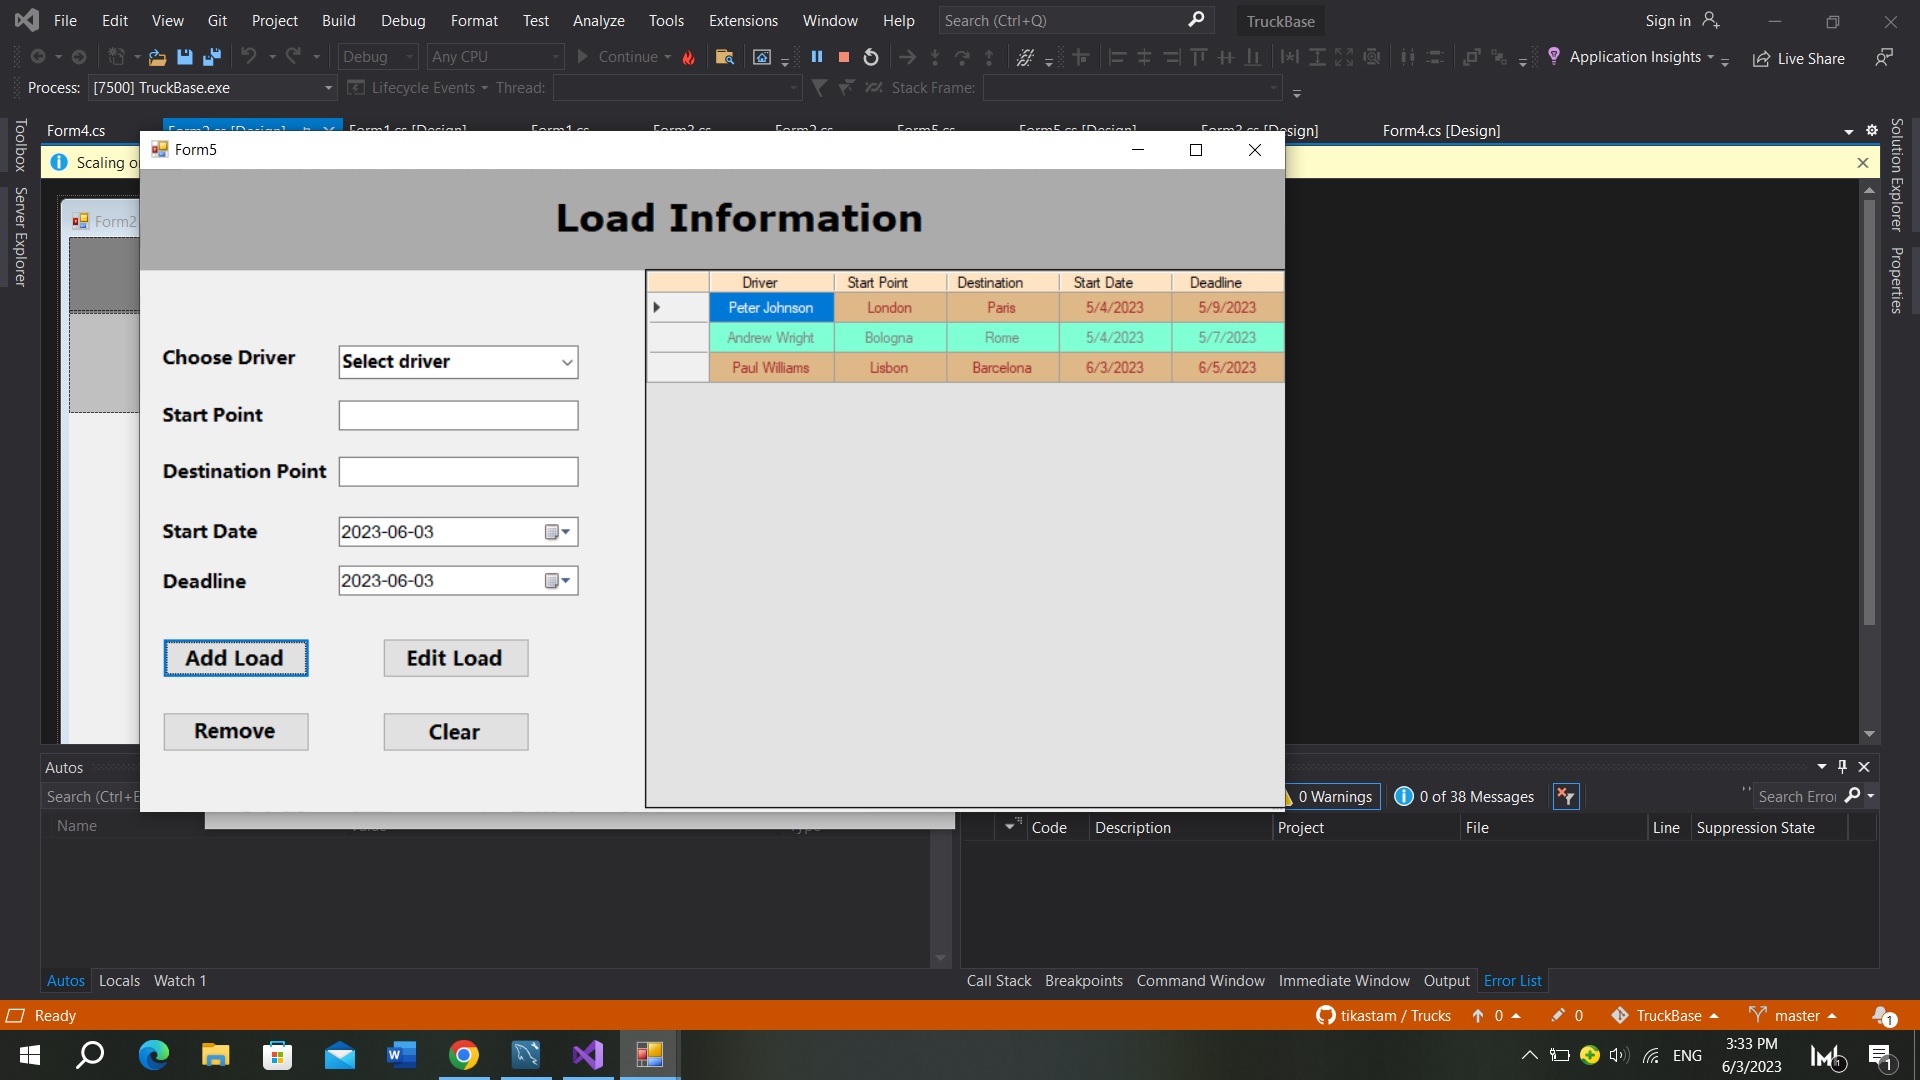 File Edit View Git Project Build Debug Format Test Analyze Tools Extensions Window Help Search (Ctrl+Q) TruckBase Sign in
Debug Any CPU Continue Application Insights Live Share
Process: [7500] TruckBase.exe Lifecycle Events Thread: Stack Frame:
Form4.cs Form2.cs [Design] Form1.cs [Design] Form1.cs Form3.cs Form2.cs Form5.cs Form5.cs [Design] Form3.cs [Design] Form4.cs [Design]
Toolbox
Server Explorer
Solution Explorer
Properties
Scaling
Form2
Form5
Load Information
Choose Driver Select driver
Start Point
Destination Point
Start Date 2023-06-03
Deadline 2023-06-03
Add Load Edit Load
Remove Clear
Driver Start Point Destination Start Date Deadline
Peter Johnson London Paris 5/4/2023 5/9/2023
Andrew Wright Bologna Rome 5/4/2023 5/7/2023
Paul Williams Lisbon Barcelona 6/3/2023 6/5/2023
Autos
Search (Ctrl+E
Name Value Type
0 Warnings 0 of 38 Messages Search Error
Code Description Project File Line Suppression State
Autos Locals Watch 1
Call Stack Breakpoints Command Window Immediate Window Output Error List
Ready tikastam / Trucks 0 0 TruckBase master 1
ENG 3:33 PM
6/3/2023
1